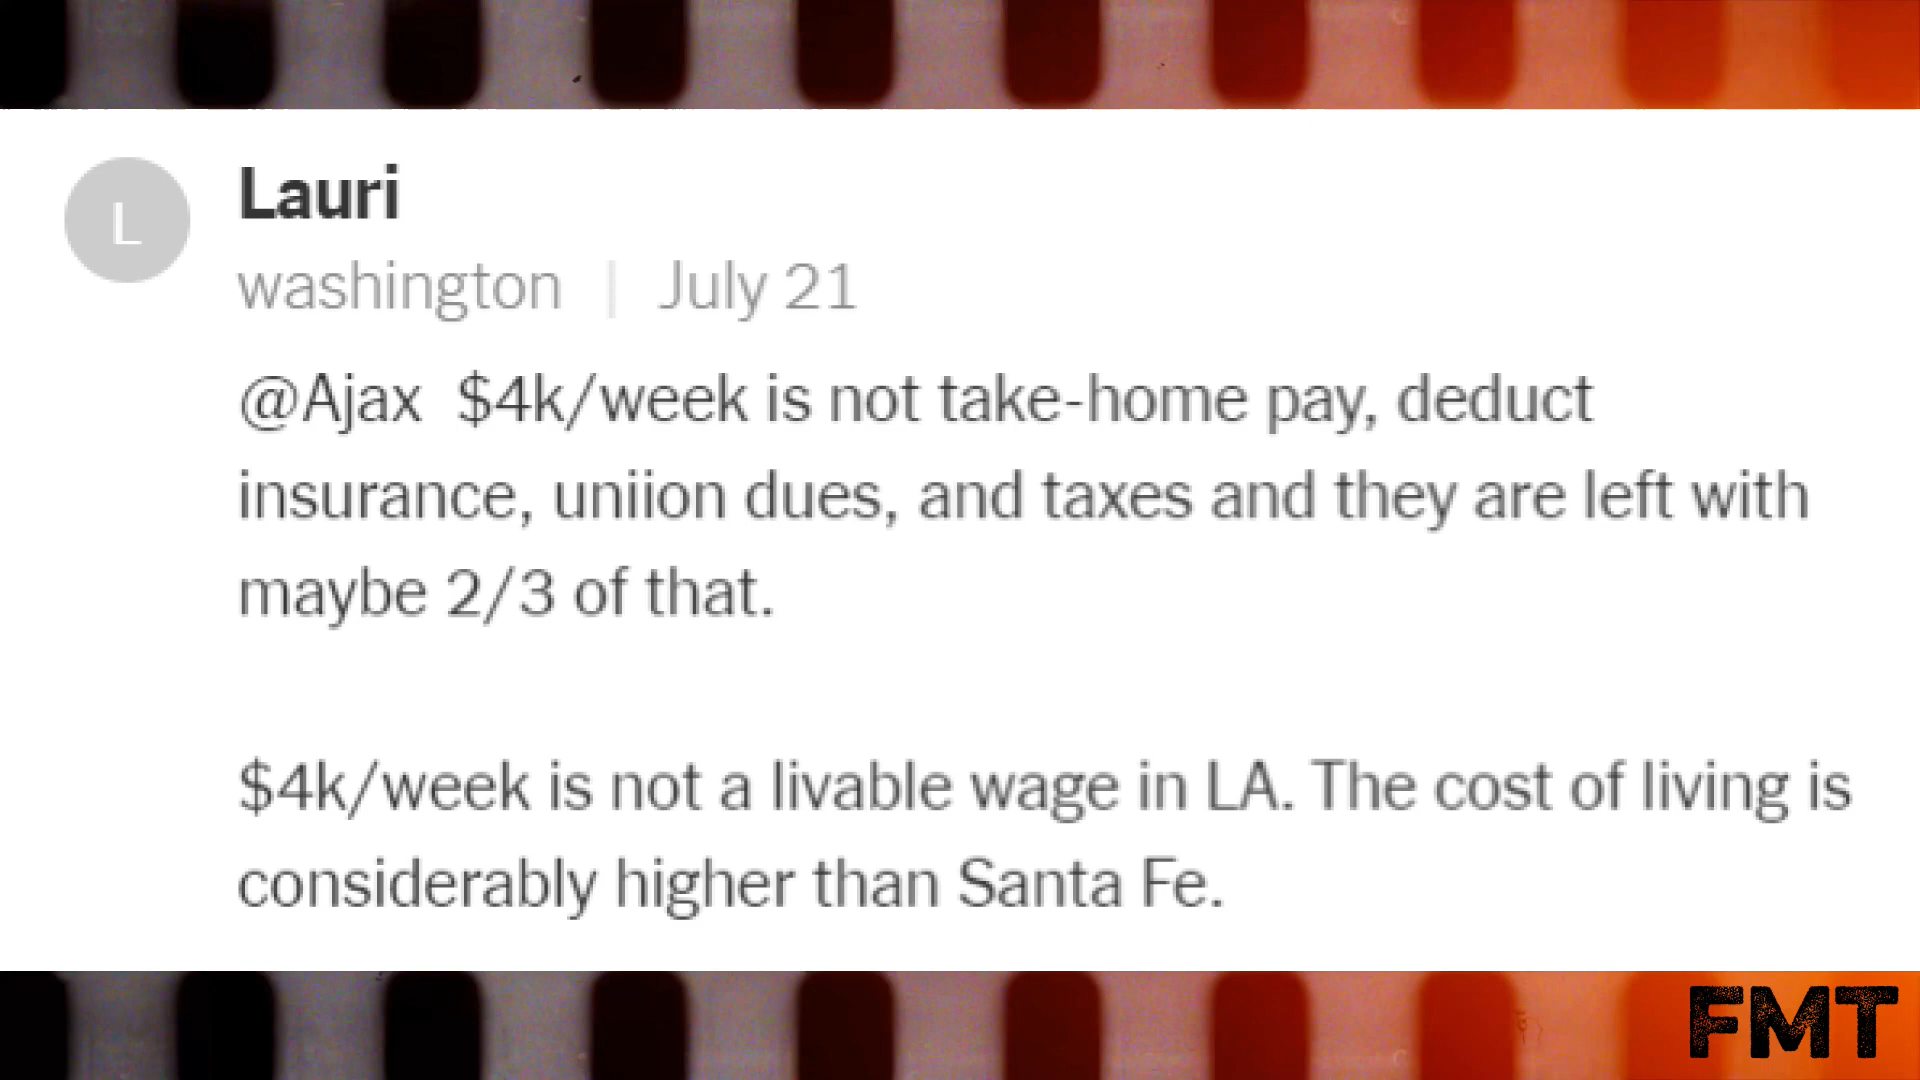 L
Lauri
washington | July 21
@Ajax $4k/week is not take-home pay, deduct
insurance, uniion dues, and taxes and they are left with
maybe 2/3 of that.
$4k/week is not a livable wage in LA. The cost of living is
considerably higher than Santa Fe.
FMT